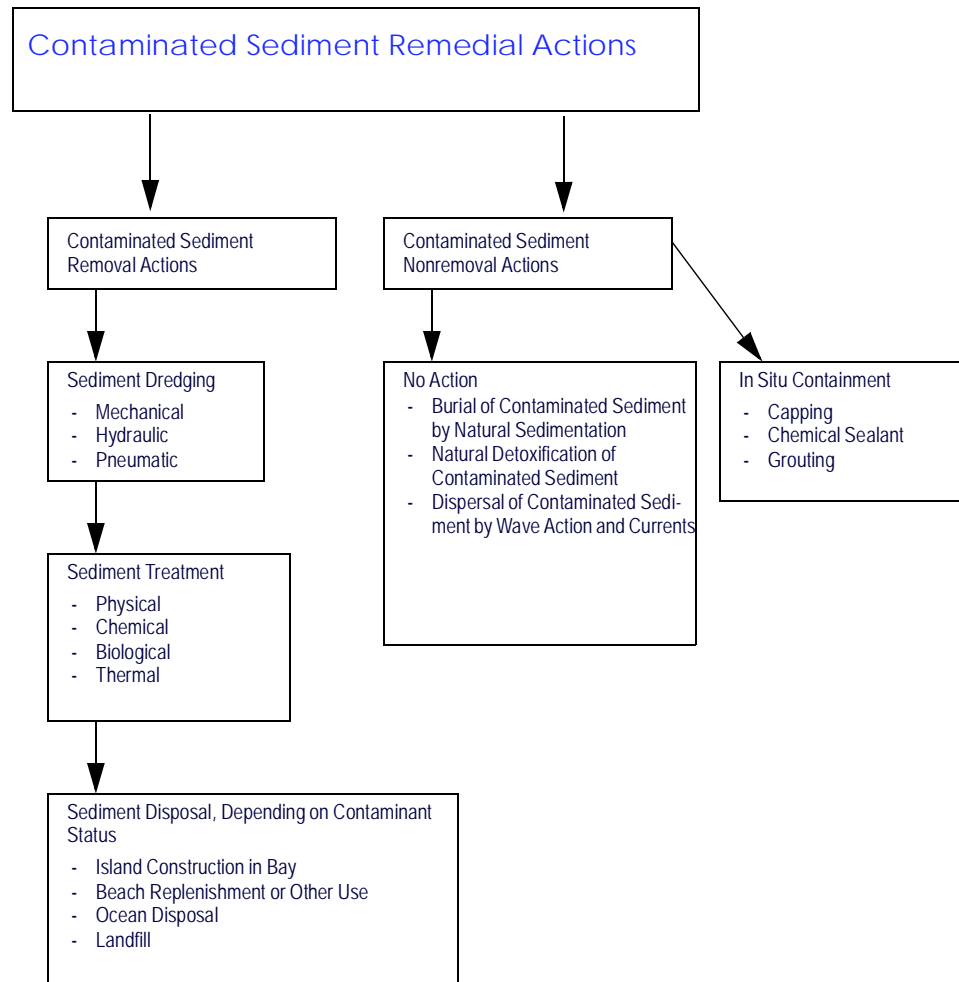 Contaminated Sediment Remedial Actions
Contaminated Sediment
Removal Actions
Contaminated Sediment
Nonremoval Actions
Sediment Dredging
- Mechanical
- Hydraulic
- Pneumatic
No Action
- Burial of Contaminated Sediment
by Natural Sedimentation
- Natural Detoxification of
Contaminated Sediment
- Dispersal of Contaminated Sedi-
ment by Wave Action and Currents
In Situ Containment
- Capping
- Chemical Sealant
- Grouting
Sediment Treatment
- Physical
- Chemical
- Biological
- Thermal
Sediment Disposal, Depending on Contaminant
Status
- Island Construction in Bay
- Beach Replenishment or Other Use
- Ocean Disposal
- Landfill